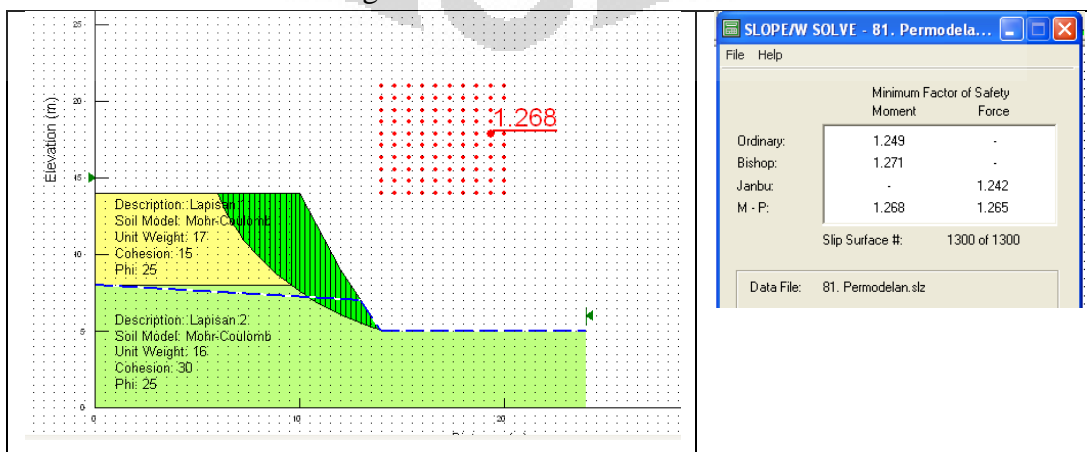 25
20
15
10
5
0
Elevation (m)
1.268
Description: Lapisan
Soil Model: Mohr-Coulomb
Unit Weight: 17
Cohesion: 15
Phi: 25
Description: Lapisan 2
Soil Model: Mohr-Coulomb
Unit Weight: 16
Cohesion: 30
Phi: 25
0 10 20
SLOPE/W SOLVE - 81. Permodela...
File Help
Minimum Factor of Safety
Moment Force
Ordinary: 1.249 -
Bishop: 1.271 -
Janbu: - 1.242
M - P: 1.268 1.265
Slip Surface #: 1300 of 1300
Data File: 81. Permodelan.slz